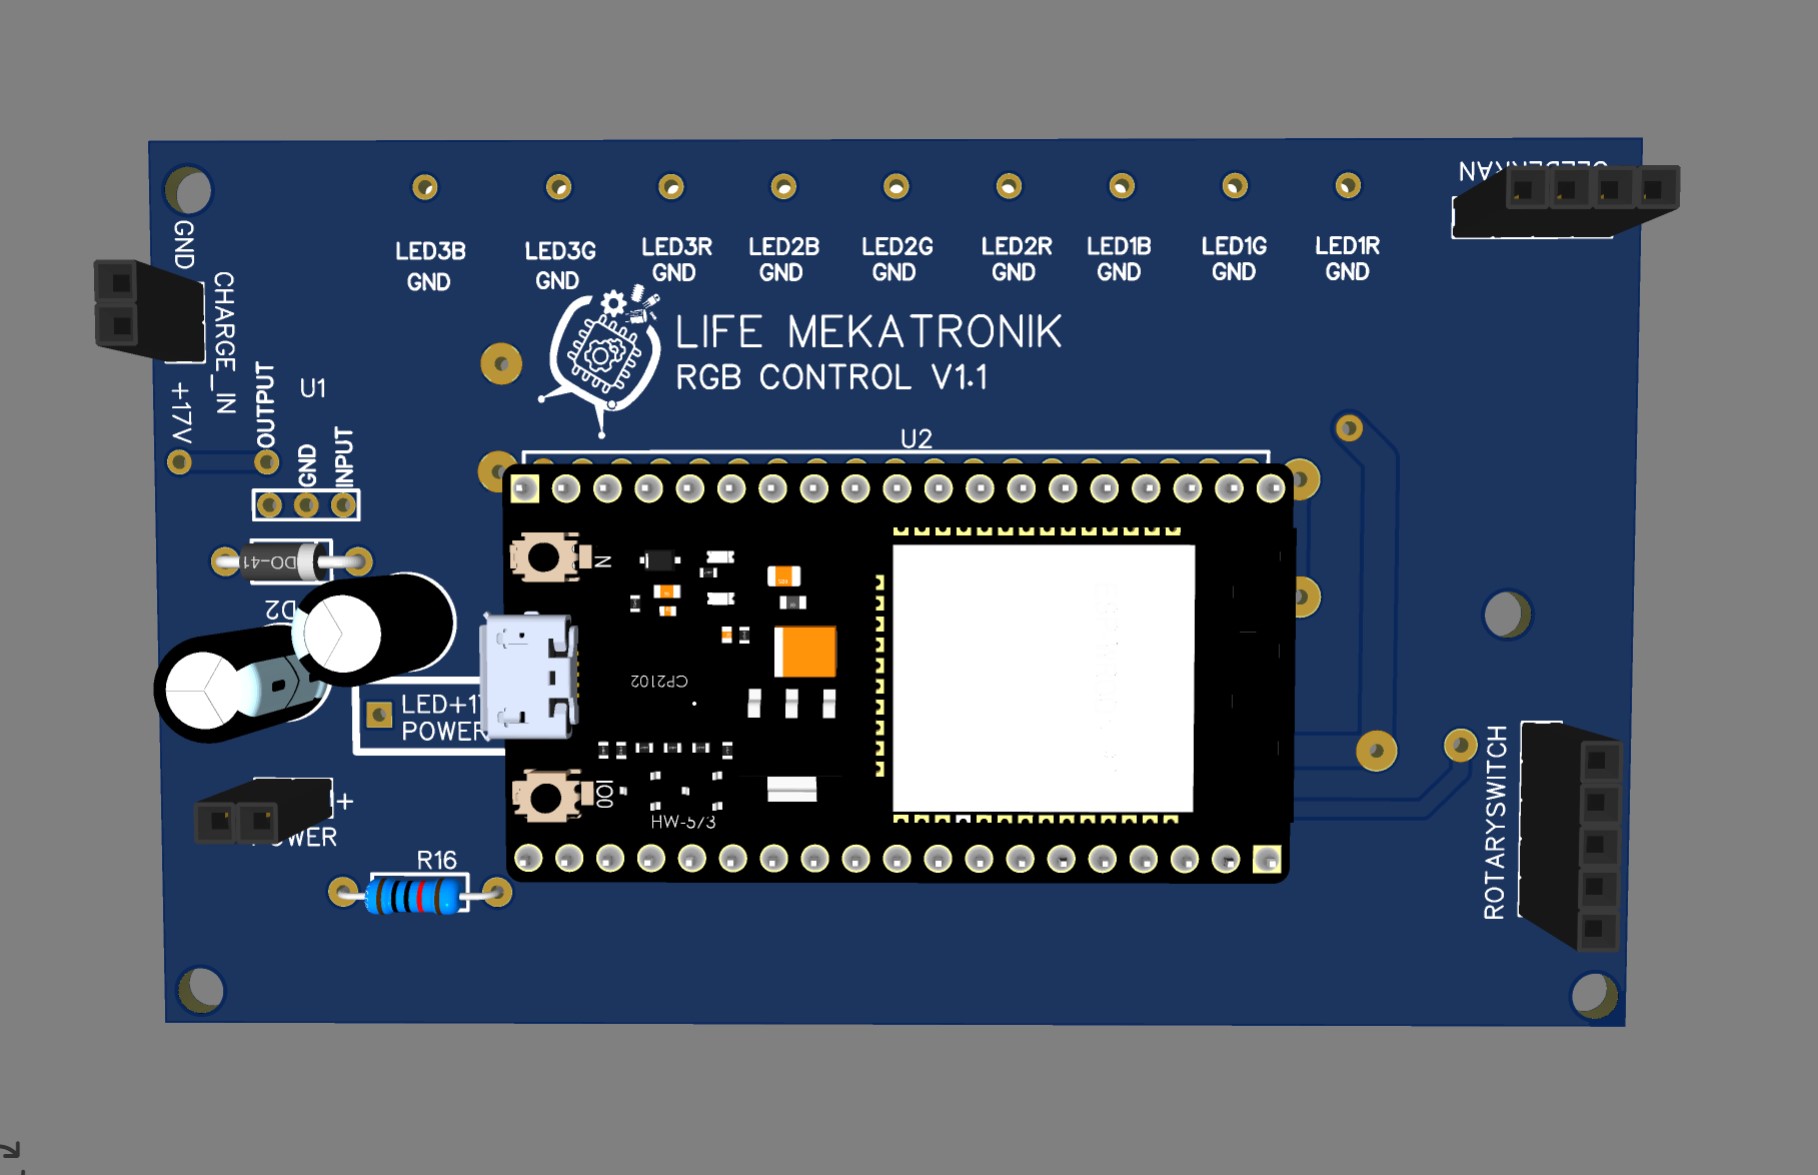 GND
CHARGE_IN
+17V
LED3B
GND
LED3G
GND
LED3R
GND
LED2B
GND
LED2G
GND
LED2R
GND
LED1B
GND
LED1G
GND
LED1R
GND
LIFE MEKATRONIK
RGB CONTROL V1.1
U1
OUTPUT
GND
INPUT
U2
DO-41
D2
CP2102
IO0
HW-573
+
R16
ROTARYSWITCH